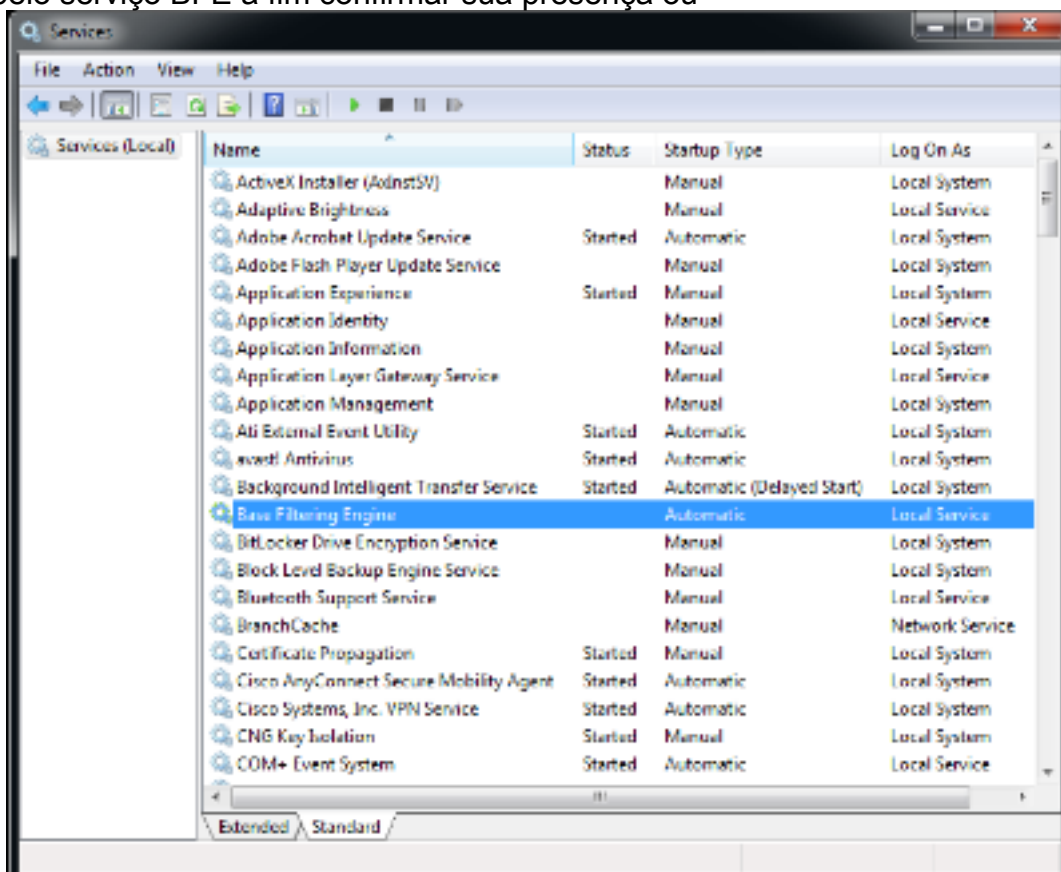 pelo serviço BFE a fim confirmar sua presença ou
Services
File Action View Help
Services (Local)
Name Status Startup Type Log On As
ActiveX Installer (AxInstSV) Manual Local System
Adaptive Brightness Manual Local Service
Adobe Acrobat Update Service Started Automatic Local System
Adobe Flash Player Update Service Manual Local System
Application Experience Started Manual Local System
Application Identity Manual Local Service
Application Information Manual Local System
Application Layer Gateway Service Manual Local Service
Application Management Manual Local System
Ati External Event Utility Started Automatic Local System
avast! Antivirus Started Automatic Local System
Background Intelligent Transfer Service Started Automatic (Delayed Start) Local System
Base Filtering Engine Automatic Local Service
BitLocker Drive Encryption Service Manual Local System
Block Level Backup Engine Service Manual Local System
Bluetooth Support Service Manual Local Service
BranchCache Manual Network Service
Certificate Propagation Started Manual Local System
Cisco AnyConnect Secure Mobility Agent Started Automatic Local System
Cisco Systems, Inc. VPN Service Started Automatic Local System
CNG Key Isolation Started Manual Local System
COM+ Event System Started Automatic Local Service
Extended Standard